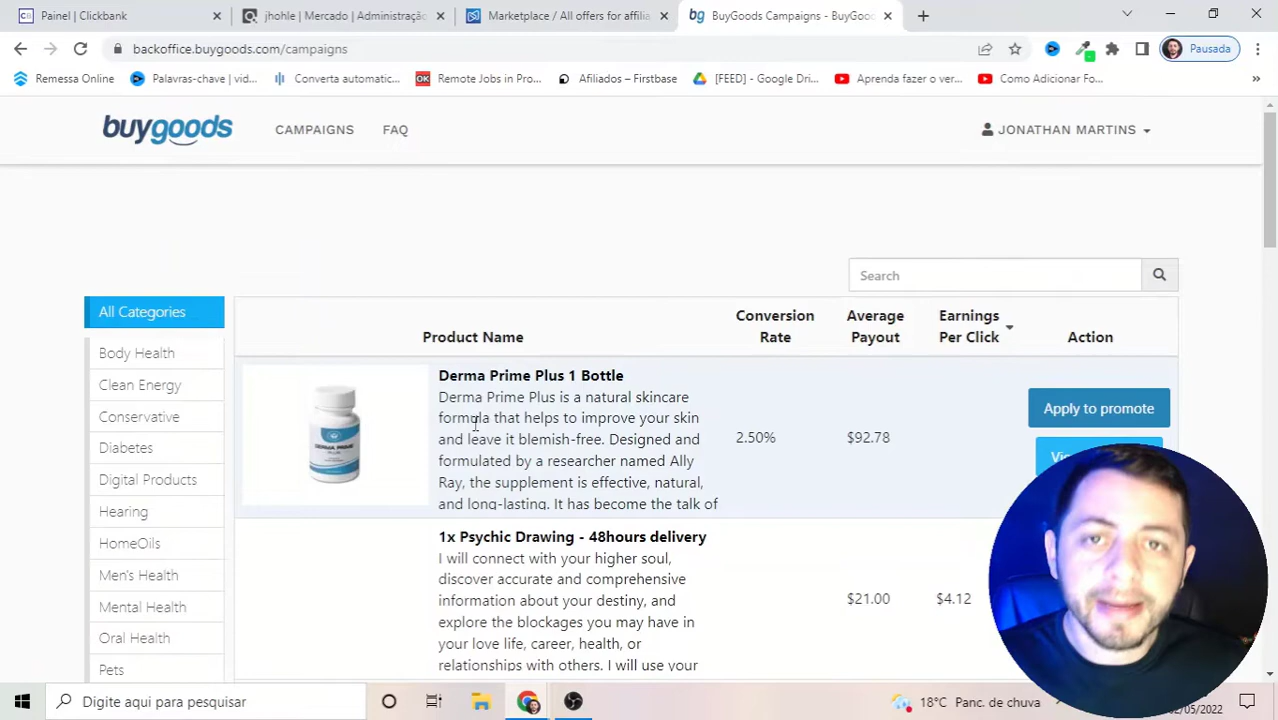 Painel | Clickbank
jhohle | Mercado | Administraçã
Marketplace / All offers for affilia
BuyGoods Campaigns - BuyGoo
backoffice.buygoods.com/campaigns
Pausada
Remessa Online
Palavras-chave | vid...
Converta automatic...
Remote Jobs in Pro...
Afiliados – Firstbase
[FEED] - Google Dri...
Aprenda fazer o ver...
Como Adicionar Fo...
buygoods
CAMPAIGNS
FAQ
JONATHAN MARTINS
Search
All Categories
Body Health
Clean Energy
Conservative
Diabetes
Digital Products
Hearing
HomeOils
Men's Health
Mental Health
Oral Health
Pets
Product Name
Conversion
Rate
Average
Payout
Earnings
Per Click
Action
DERMA PRIME
Derma Prime Plus 1 Bottle
Derma Prime Plus is a natural skincare
formula that helps to improve your skin
and leave it blemish-free. Designed and
formulated by a researcher named Ally
Ray, the supplement is effective, natural,
and long-lasting. It has become the talk of
2.50%
$92.78
Apply to promote
1x Psychic Drawing - 48hours delivery
I will connect with your higher soul,
discover accurate and comprehensive
information about your destiny, and
explore the blockages you may have in
your love life, career, health, or
relationships with others. I will use your
$21.00
$4.12
Digite aqui para pesquisar
18°C Panc. de chuva
/05/2022